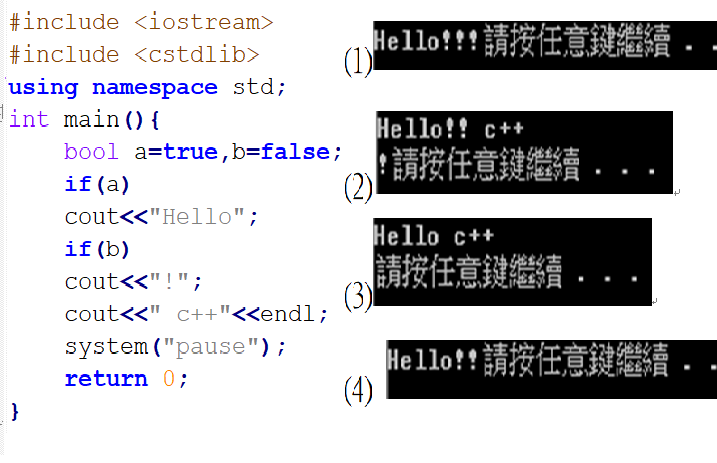 #include <iostream>
#include <cstdlib>
using namespace std;
int main(){
bool a=true,b=false;
if(a)
cout<<"Hello";
if(b)
cout<<"!";
cout<<" c++"<<endl;
system("pause");
return 0;
}
(1)
Hello!!!請按任意鍵繼續 . .
(2)
Hello!! c++
!請按任意鍵繼續 . . .
(3)
Hello c++
請按任意鍵繼續 . . .
(4)
Hello!!請按任意鍵繼續 . .